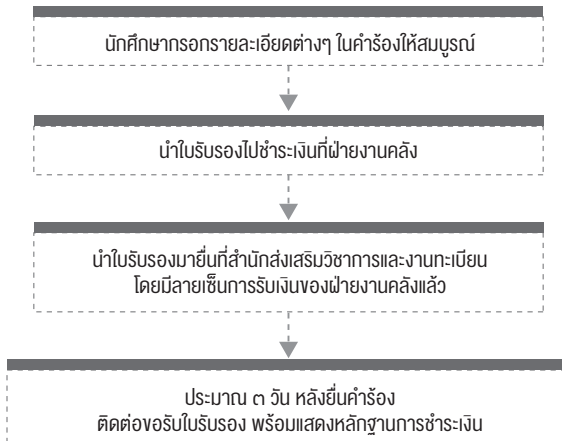 นักศึกษากรอกรายละเอียดต่างๆ ในคำร้องให้สมบูรณ์
นำใบรับรองไปชำระเงินที่ฝ่ายงานคลัง
นำใบรับรองมายื่นที่สำนักส่งเสริมวิชาการและงานทะเบียน
โดยมีลายเซ็นการรับเงินของฝ่ายงานคลังแล้ว
ประมาณ ๓ วัน หลังยื่นคำร้อง
ติดต่อขอรับใบรับรอง พร้อมแสดงหลักฐานการชำระเงิน